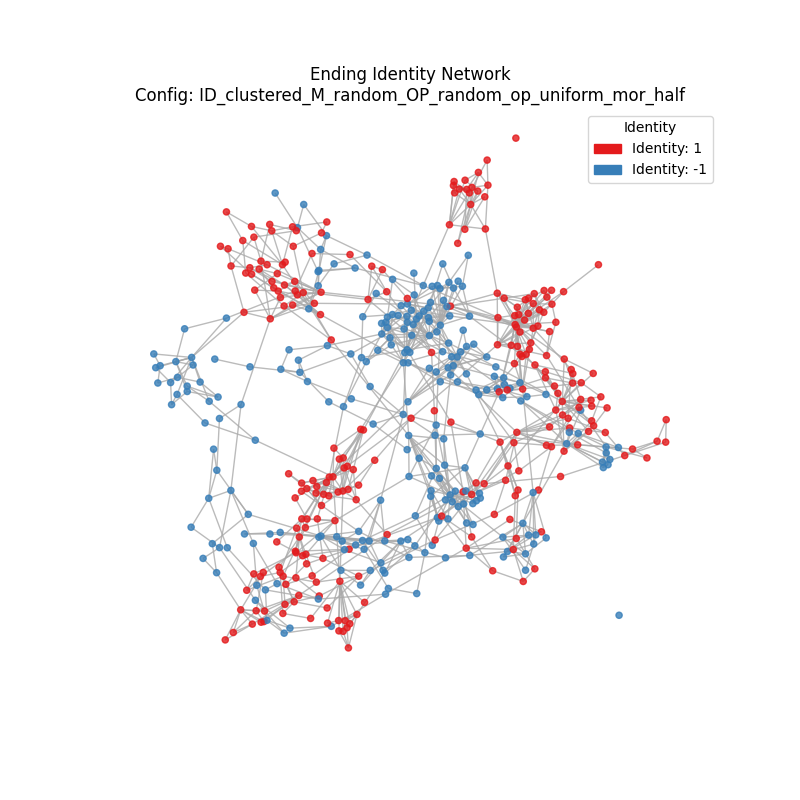 Ending Identity Network
Config: ID_clustered_M_random_OP_random_op_uniform_mor_half
Identity
Identity: 1
Identity: -1